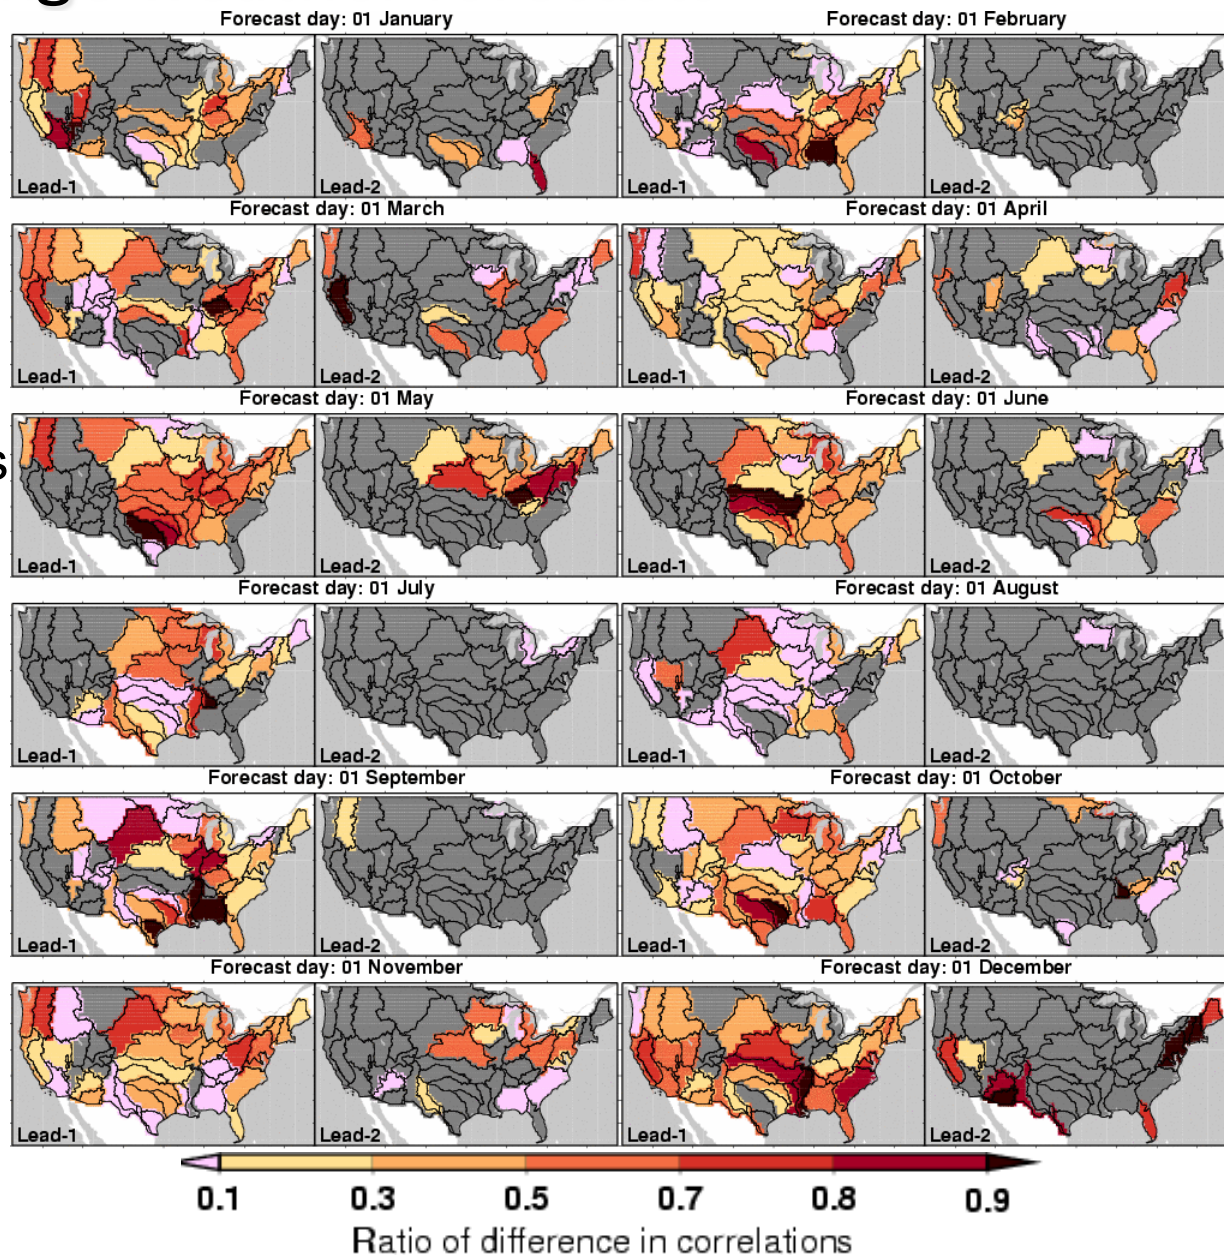 g
Forecast day: 01 January
Forecast day: 01 February
Lead-1
Lead-2
Lead-1
Lead-2
Forecast day: 01 March
Forecast day: 01 April
Lead-1
Lead-2
Lead-1
Lead-2
Forecast day: 01 May
Forecast day: 01 June
s
Lead-1
Lead-2
Lead-1
Lead-2
Forecast day: 01 July
Forecast day: 01 August
Lead-1
Lead-2
Lead-1
Lead-2
Forecast day: 01 September
Forecast day: 01 October
Lead-1
Lead-2
Lead-1
Lead-2
Forecast day: 01 November
Forecast day: 01 December
Lead-1
Lead-2
Lead-1
Lead-2
0.1 0.3 0.5 0.7 0.8 0.9
Ratio of difference in correlations